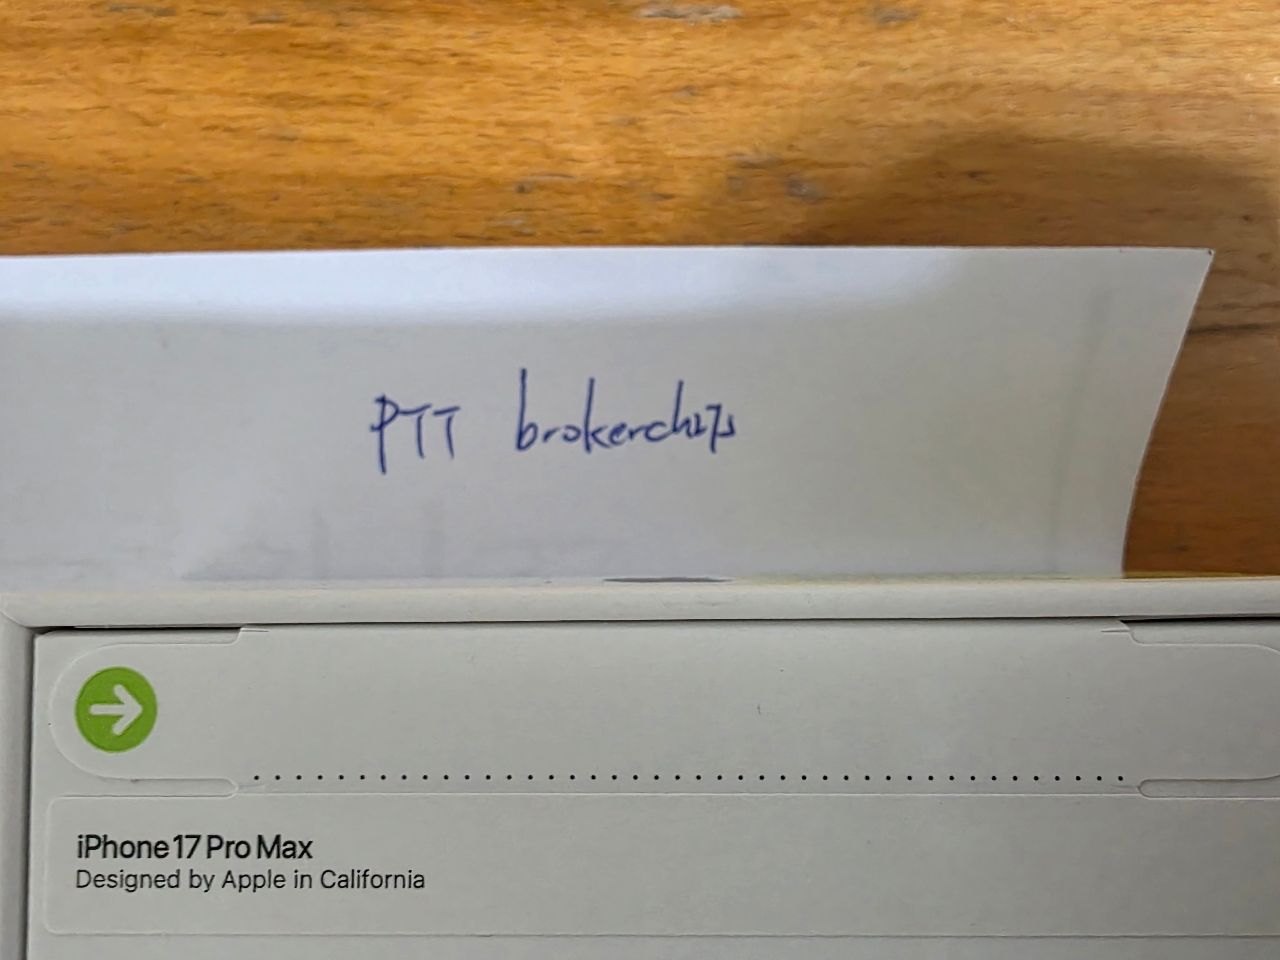 PTT brokerchips
iPhone 17 Pro Max
Designed by Apple in California